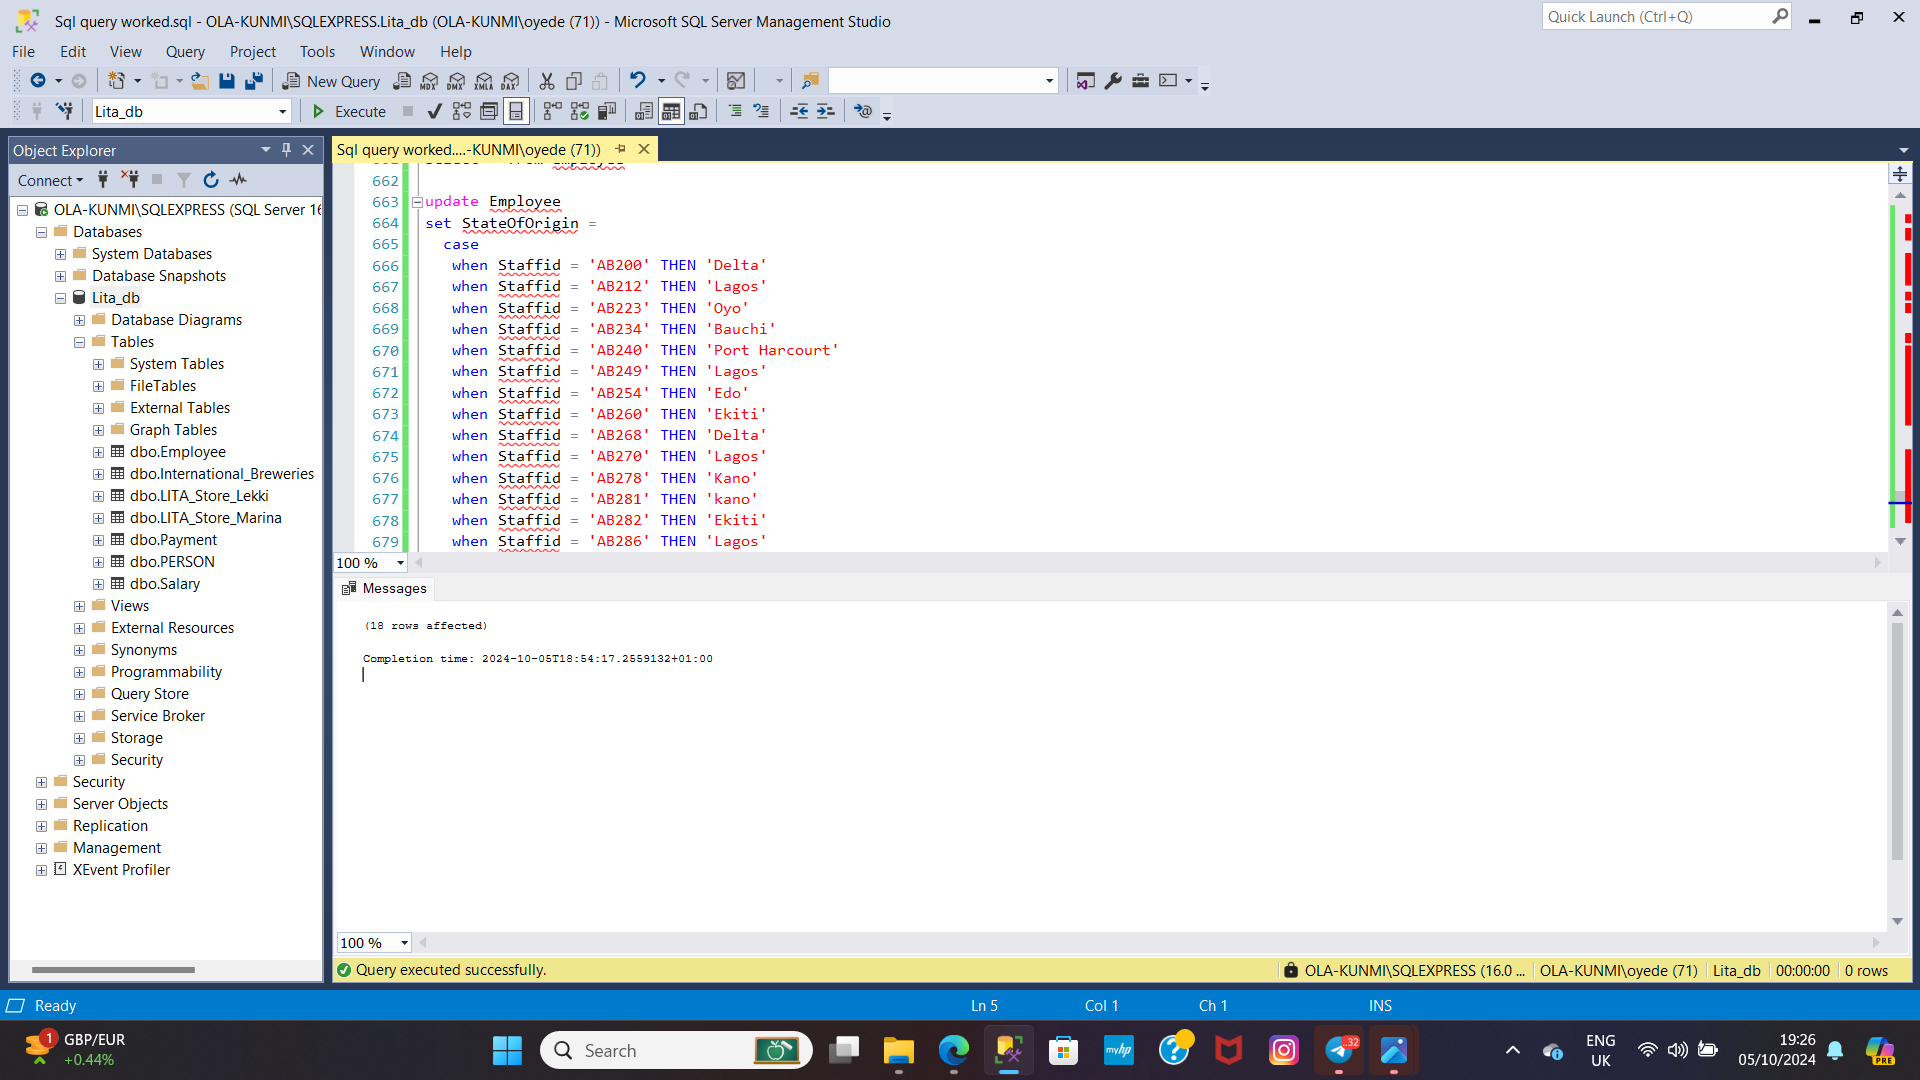 Sql query worked.sql - OLA-KUNMI\SQLEXPRESS.Lita_db (OLA-KUNMI\oyede (71)) - Microsoft SQL Server Management Studio
Quick Launch (Ctrl+Q)
File Edit View Query Project Tools Window Help
New Query
MDX DMX XMLA DAX
Lita_db
Execute
Object Explorer
Connect
OLA-KUNMI\SQLEXPRESS (SQL Server 16
Databases
System Databases
Database Snapshots
Lita_db
Database Diagrams
Tables
System Tables
FileTables
External Tables
Graph Tables
dbo.Employee
dbo.International_Breweries
dbo.LITA_Store_Lekki
dbo.LITA_Store_Marina
dbo.Payment
dbo.PERSON
dbo.Salary
Views
External Resources
Synonyms
Programmability
Query Store
Service Broker
Storage
Security
Security
Server Objects
Replication
Management
XEvent Profiler
Sql query worked....-KUNMI\oyede (71))
662
663 update Employee
664 set StateOfOrigin =
665 case
666 when Staffid = 'AB200' THEN 'Delta'
667 when Staffid = 'AB212' THEN 'Lagos'
668 when Staffid = 'AB223' THEN 'Oyo'
669 when Staffid = 'AB234' THEN 'Bauchi'
670 when Staffid = 'AB240' THEN 'Port Harcourt'
671 when Staffid = 'AB249' THEN 'Lagos'
672 when Staffid = 'AB254' THEN 'Edo'
673 when Staffid = 'AB260' THEN 'Ekiti'
674 when Staffid = 'AB268' THEN 'Delta'
675 when Staffid = 'AB270' THEN 'Lagos'
676 when Staffid = 'AB278' THEN 'Kano'
677 when Staffid = 'AB281' THEN 'kano'
678 when Staffid = 'AB282' THEN 'Ekiti'
679 when Staffid = 'AB286' THEN 'Lagos'
100 %
Messages
(18 rows affected)
Completion time: 2024-10-05T18:54:17.2559132+01:00
100 %
Query executed successfully.
OLA-KUNMI\SQLEXPRESS (16.0 ... OLA-KUNMI\oyede (71) Lita_db 00:00:00 0 rows
Ready
Ln 5 Col 1 Ch 1 INS
1
GBP/EUR
+0.44%
Search
myhp
.32
ENG
UK
19:26
05/10/2024
PRE